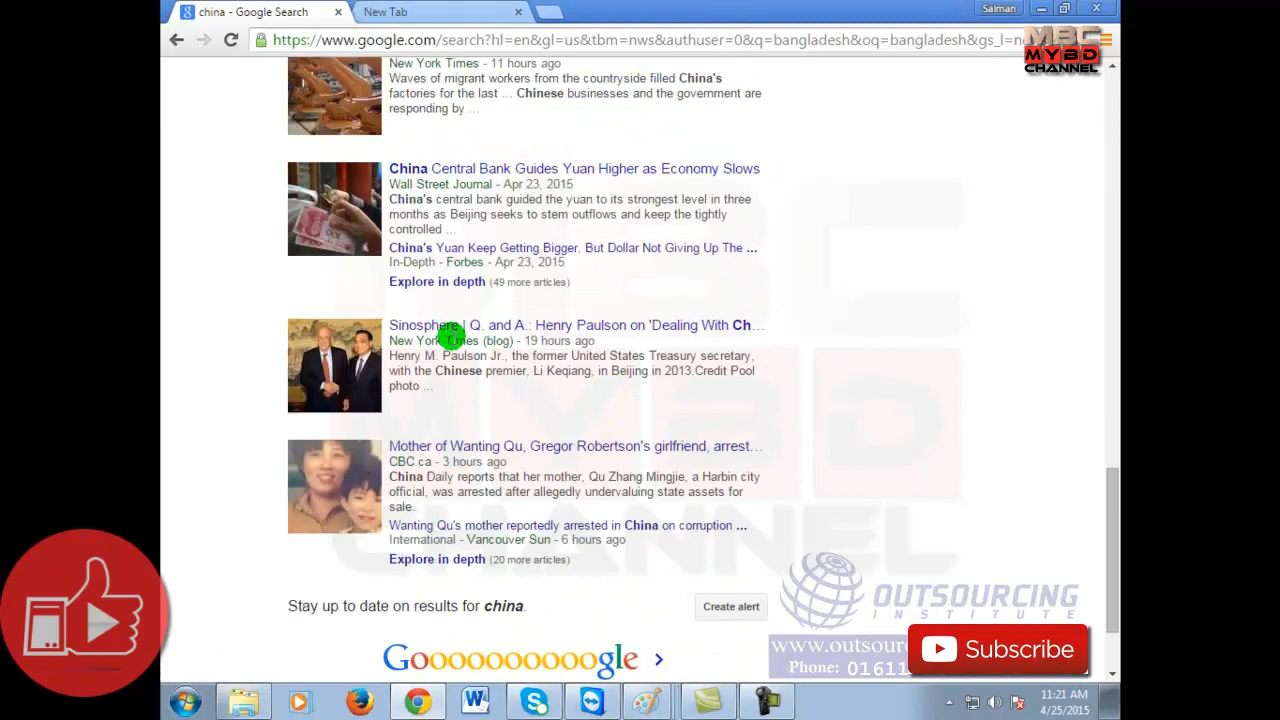 china - Google Search
New Tab
Salman
https://www.google.com/search?hl=en&gl=us&tbm=nws&authuser=0&q=bangladesh&oq=bangladesh&gs_l=n
MBC
MYBD
CHANNEL
New York Times - 11 hours ago
Waves of migrant workers from the countryside filled China's
factories for the last ... Chinese businesses and the government are
responding by ...
China Central Bank Guides Yuan Higher as Economy Slows
Wall Street Journal - Apr 23, 2015
China's central bank guided the yuan to its strongest level in three
months as Beijing seeks to stem outflows and keep the tightly
controlled ...
China's Yuan Keep Getting Bigger, But Dollar Not Giving Up The ...
In-Depth - Forbes - Apr 23, 2015
Explore in depth (49 more articles)
Sinosphere | Q. and A.: Henry Paulson on 'Dealing With Ch...
New York Times (blog) - 19 hours ago
Henry M. Paulson Jr., the former United States Treasury secretary,
with the Chinese premier, Li Keqiang, in Beijing in 2013.Credit Pool
photo ...
Mother of Wanting Qu, Gregor Robertson's girlfriend, arrest...
CBC.ca - 3 hours ago
China Daily reports that her mother, Qu Zhang Mingjie, a Harbin city
official, was arrested after allegedly undervaluing state assets for
sale.
Wanting Qu's mother reportedly arrested in China on corruption ...
International - Vancouver Sun - 6 hours ago
Explore in depth (20 more articles)
MBC
MYBD
CHANNEL
Stay up to date on results for china.
Create alert
Goooooooooogle
OUTSOURCING
INSTITUTE
www.outsou
Phone: 01611
Subscribe
11:21 AM
4/25/2015